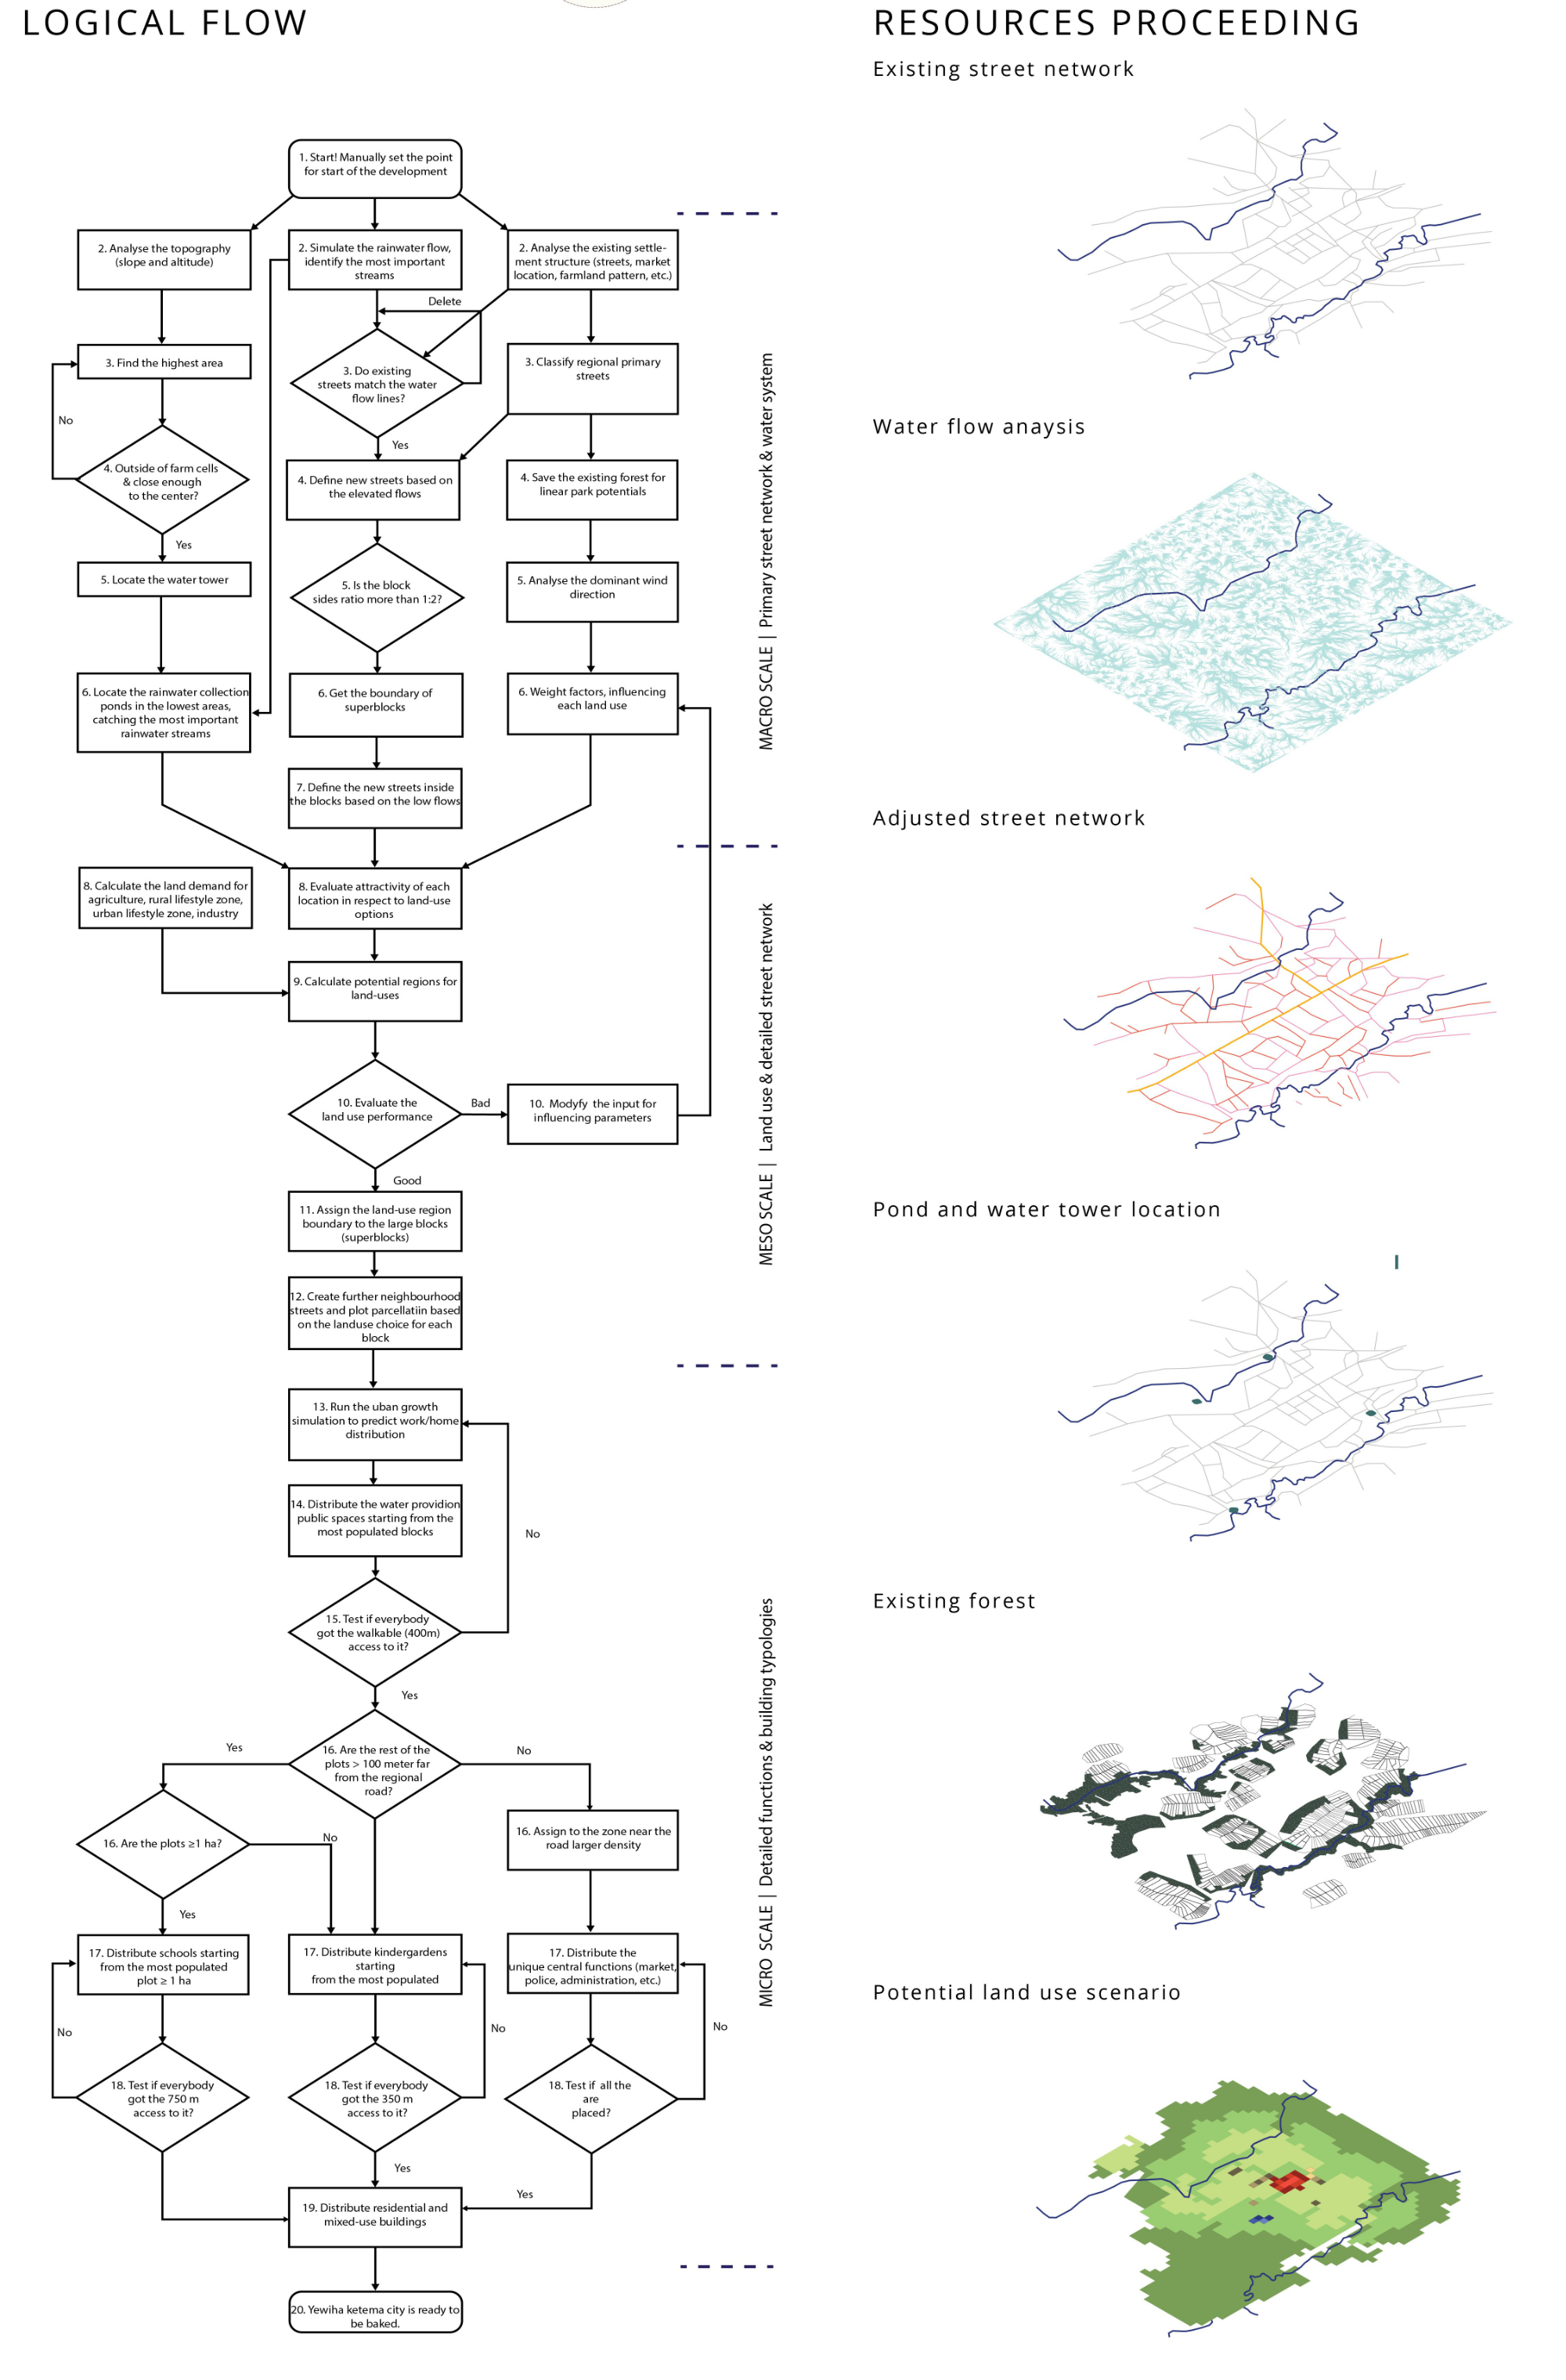 LOGICAL FLOW
1. Start! Manually set the point
for start of the development
2. Analyse the topography
(slope and altitude)
2. Simulate the rainwater flow,
identify the most important
streams
2. Analyse the existing settle-
ment structure (streets, market
location, farmland pattern, etc.)
Delete
3. Find the highest area
3. Do existing
streets match the water
flow lines?
3. Classify regional primary
streets
No
Yes
4. Outside of farm cells
& close enough
to the center?
4. Define new streets based on
the elevated flows
4. Save the existing forest for
linear park potentials
Yes
5. Locate the water tower
5. Is the block
sides ratio more than 1:2?
5. Analyse the dominant wind
direction
6. Locate the rainwater collection
ponds in the lowest areas,
catching the most important
rainwater streams
6. Get the boundary of
superblocks
6. Weight factors, influencing
each land use
7. Define the new streets inside
the blocks based on the low flows
MACRO SCALE | Primary street network & water system
8. Calculate the land demand for
agriculture, rural lifestyle zone,
urban lifestyle zone, industry
8. Evaluate attractivity of each
location in respect to land-use
options
9. Calculate potential regions for
land-uses
10. Evaluate the
land use performance
Bad
10. Modyfy the input for
influencing parameters
Good
11. Assign the land-use region
boundary to the large blocks
(superblocks)
12. Create further neighbourhood
streets and plot parcellatiin based
on the landuse choice for each
block
MESO SCALE | Land use & detailed street network
13. Run the uban growth
simulation to predict work/home
distribution
14. Distribute the water providion
public spaces starting from the
most populated blocks
No
15. Test if everybody
got the walkable (400m)
access to it?
Yes
Yes
16. Are the rest of the
plots > 100 meter far
from the regional
road?
No
16. Are the plots ≥1 ha?
No
16. Assign to the zone near the
road larger density
Yes
17. Distribute schools starting
from the most populated
plot ≥ 1 ha
17. Distribute kindergardens
starting
from the most populated
17. Distribute the
unique central functions (market,
police, administration, etc.)
No
No
No
18. Test if everybody
got the 750 m
access to it?
18. Test if everybody
got the 350 m
access to it?
18. Test if all the
are
placed?
Yes
Yes
19. Distribute residential and
mixed-use buildings
20. Yewiha ketema city is ready to
be baked.
MICRO SCALE | Detailed functions & building typologies
RESOURCES PROCEEDING
Existing street network
Water flow anaysis
Adjusted street network
Pond and water tower location
Existing forest
Potential land use scenario